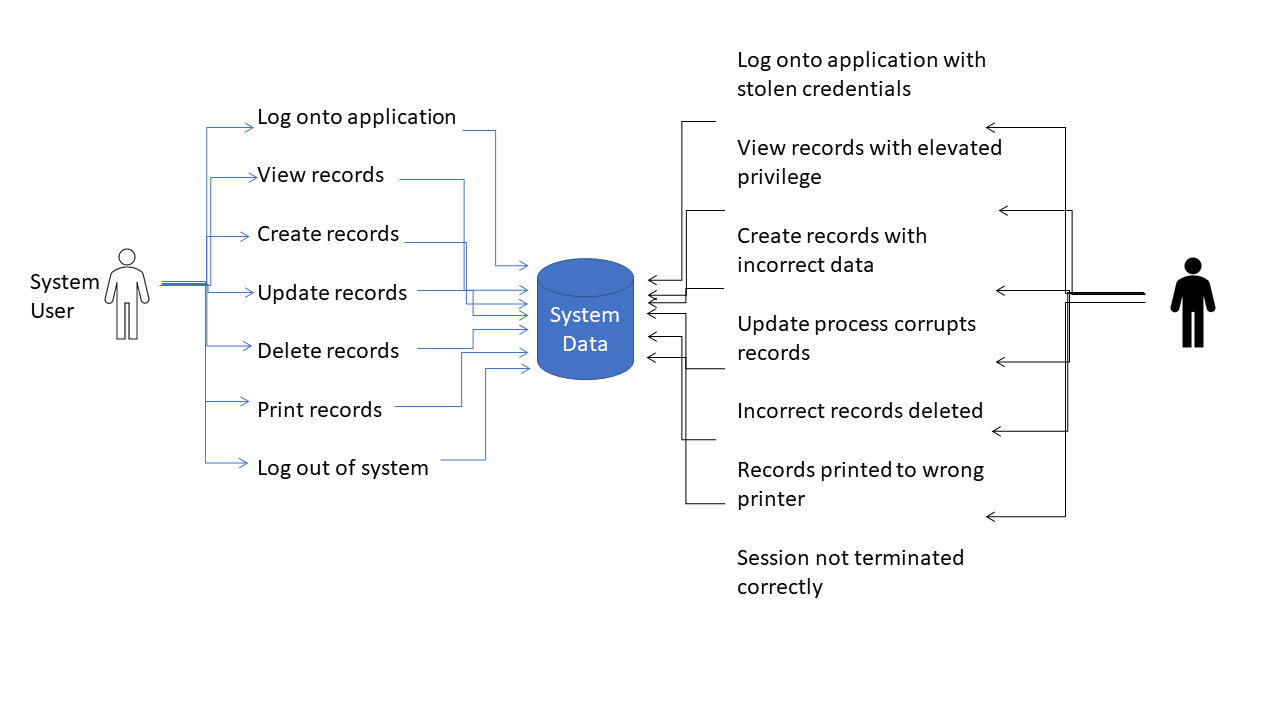 System
User
Log onto application
View records
Create records
Update records
Delete records
Print records
Log out of system
System
Data
Log onto application with
stolen credentials
View records with elevated
privilege
Create records with
incorrect data
Update process corrupts
records
Incorrect records deleted
Records printed to wrong
printer
Session not terminated
correctly